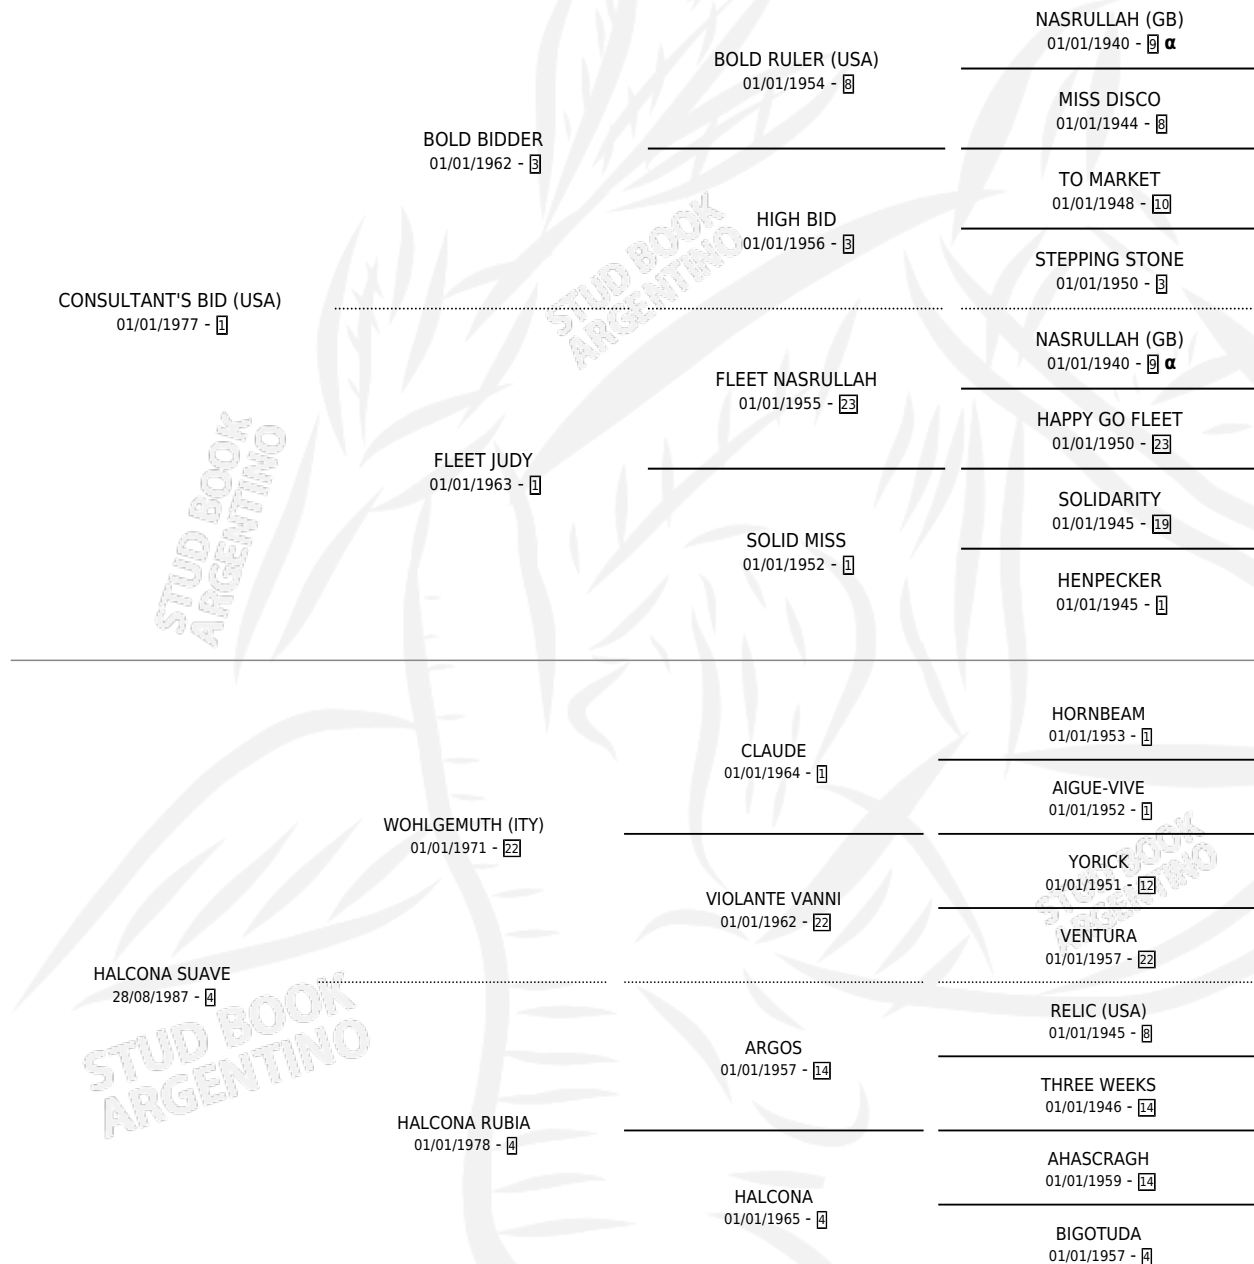 NASRULLAH (GB)
01/01/1940 - 9 α
BOLD RULER (USA)
01/01/1954 - 8
MISS DISCO
01/01/1944 - 8
BOLD BIDDER
01/01/1962 - 3
TO MARKET
01/01/1948 - 10
HIGH BID
01/01/1956 - 3
STEPPING STONE
01/01/1950 - 3
CONSULTANT'S BID (USA)
01/01/1977 - 1
NASRULLAH (GB)
01/01/1940 - 9 α
FLEET NASRULLAH
01/01/1955 - 23
HAPPY GO FLEET
01/01/1950 - 23
FLEET JUDY
01/01/1963 - 1
SOLIDARITY
01/01/1945 - 19
SOLID MISS
01/01/1952 - 1
HENPECKER
01/01/1945 - 1
HORNBEAM
01/01/1953 - 1
CLAUDE
01/01/1964 - 1
AIGUE-VIVE
01/01/1952 - 1
WOHLGEMUTH (ITY)
01/01/1971 - 22
YORICK
01/01/1951 - 12
VIOLANTE VANNI
01/01/1962 - 22
VENTURA
01/01/1957 - 22
HALCONA SUAVE
28/08/1987 - 4
RELIC (USA)
01/01/1945 - 8
ARGOS
01/01/1957 - 14
THREE WEEKS
01/01/1946 - 14
HALCONA RUBIA
01/01/1978 - 4
AHASCRAGH
01/01/1959 - 14
HALCONA
01/01/1965 - 4
BIGOTUDA
01/01/1957 - 4
STUD BOOK
ARGENTINO
STUD BOOK
ARGENTINO
STUD BOOK
ARGENTINO
STUD BOOK
ARGENTINO